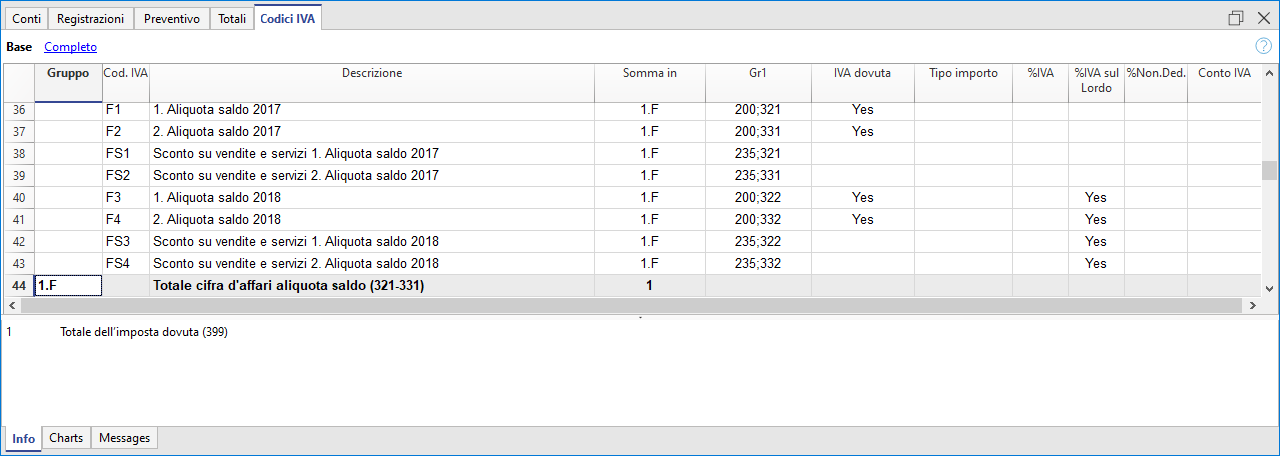 Conti Registrazioni Preventivo Totali Codici IVA
Base Completo ?
Gruppo Cod. IVA Descrizione Somma in Gr1 IVA dovuta Tipo importo %IVA %IVA sul Lordo %Non.Ded. Conto IVA
36 F1 1. Aliquota saldo 2017 1.F 200;321 Yes
37 F2 2. Aliquota saldo 2017 1.F 200;331 Yes
38 FS1 Sconto su vendite e servizi 1. Aliquota saldo 2017 1.F 235;321
39 FS2 Sconto su vendite e servizi 2. Aliquota saldo 2017 1.F 235;331
40 F3 1. Aliquota saldo 2018 1.F 200;322 Yes Yes
41 F4 2. Aliquota saldo 2018 1.F 200;332 Yes Yes
42 FS3 Sconto su vendite e servizi 1. Aliquota saldo 2018 1.F 235;322 Yes
43 FS4 Sconto su vendite e servizi 2. Aliquota saldo 2018 1.F 235;332 Yes
44 1.F Totale cifra d'affari aliquota saldo (321-331) 1
1 Totale dell'imposta dovuta (399)
Info Charts Messages